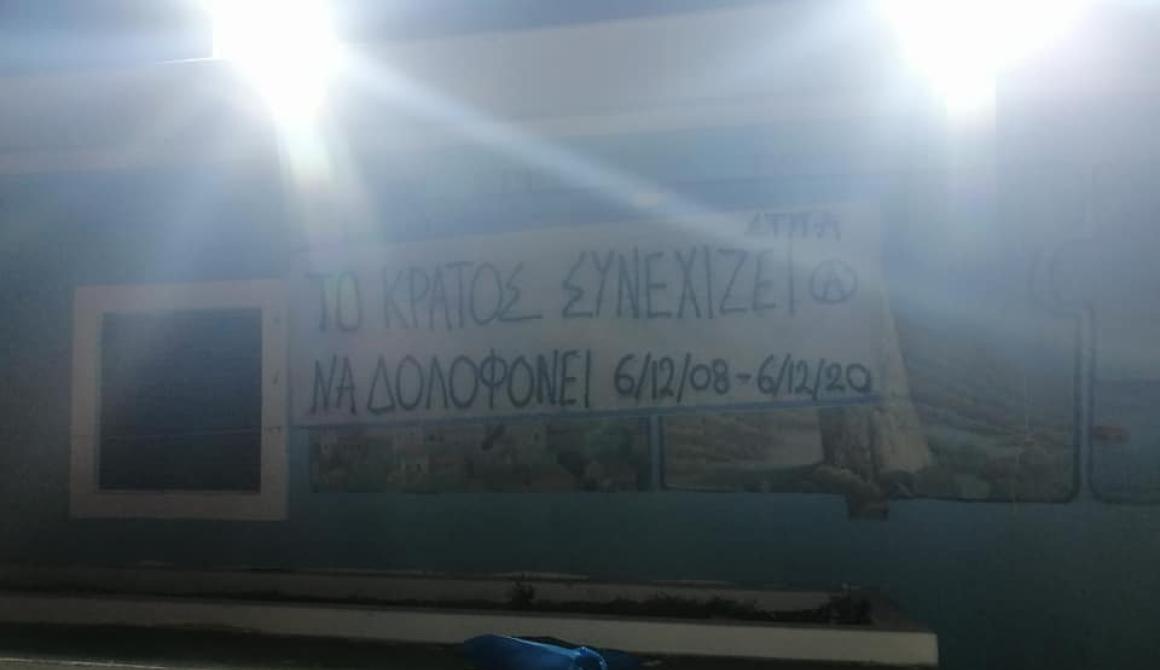 ΤΟ ΚΡΑΤΟΣ ΣΥΝΕΧΙΖΕΙ Ⓐ
ΝΑ ΔΟΛΟΦΟΝΕΙ 6/12/08-6/12/20